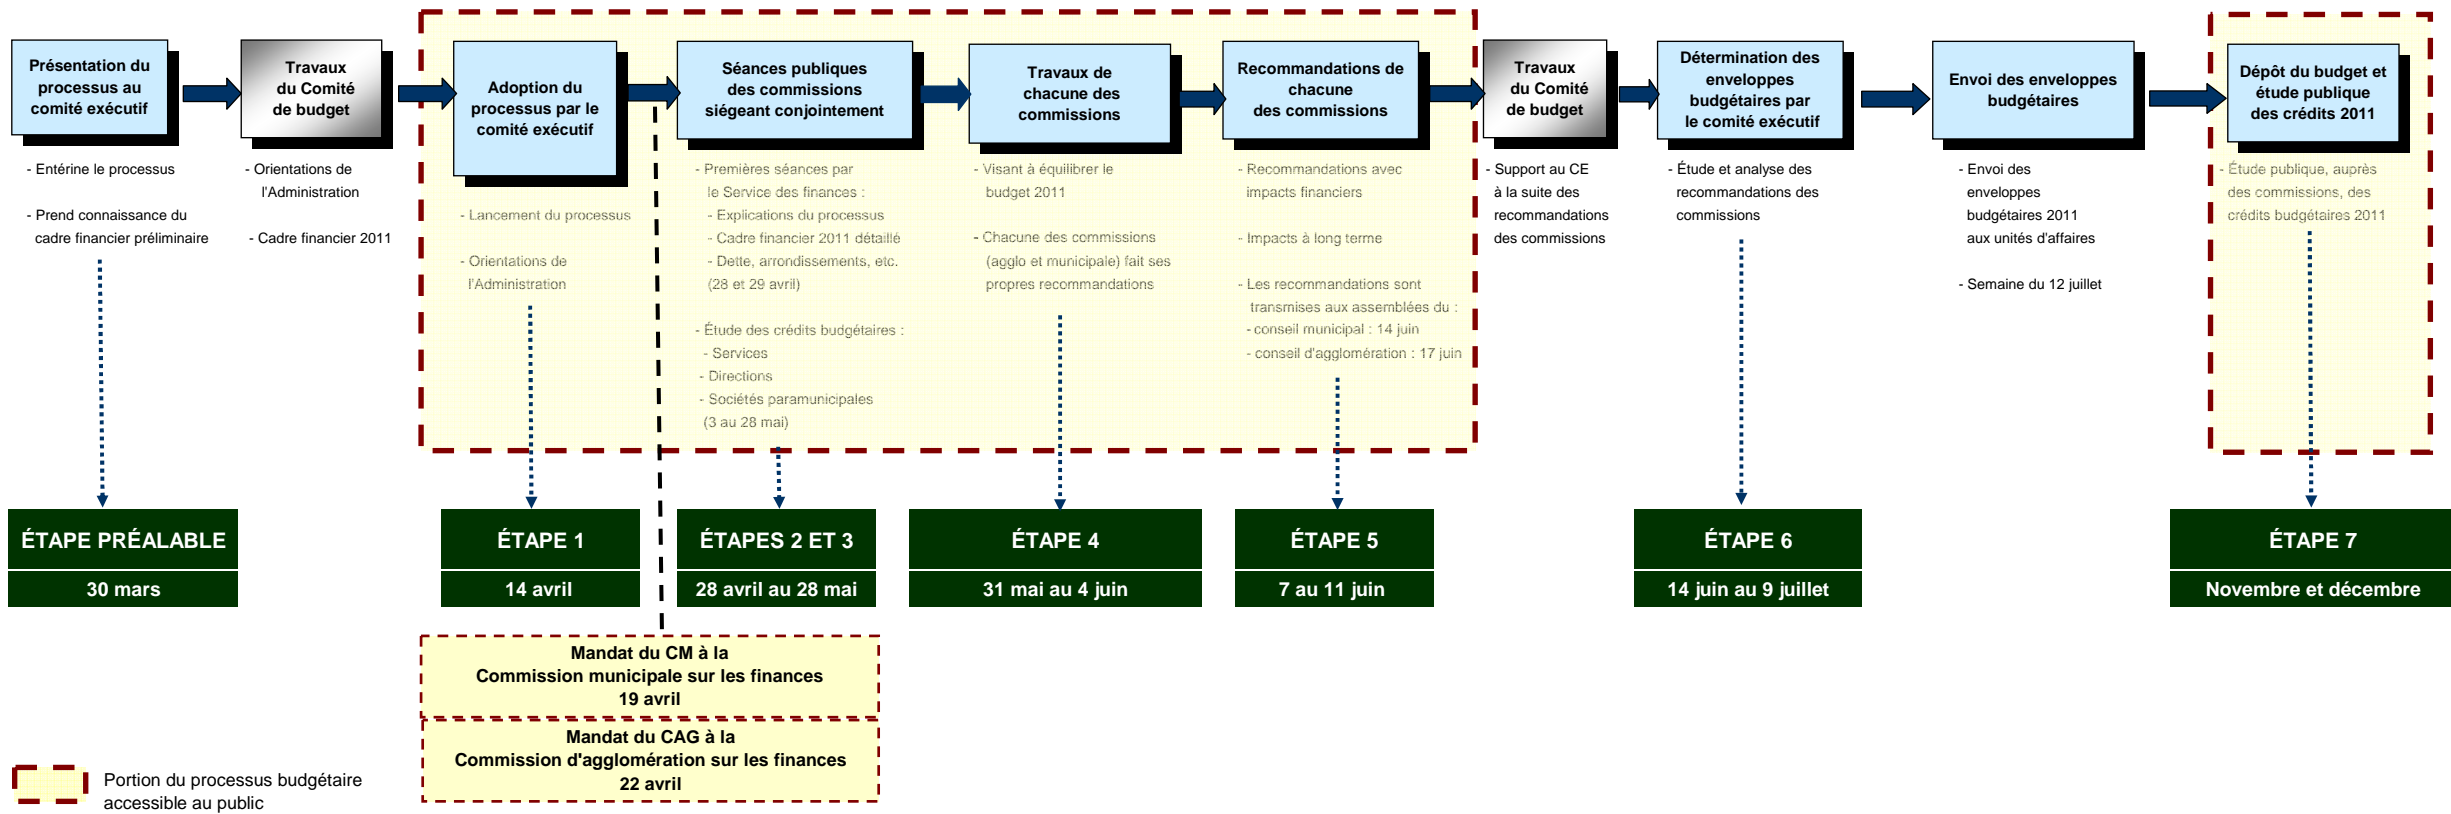 Présentation du
processus au
comité exécutif
- Entérine le processus
- Prend connaissance du
cadre financier préliminaire
Travaux
du Comité
de budget
- Orientations de
l'Administration
- Cadre financier 2011
Adoption du
processus par le
comité exécutif
- Lancement du processus
- Orientations de
l'Administration
Séances publiques
des commissions
siégeant conjointement
- Premières séances par
le Service des finances :
- Explications du processus
- Cadre financier 2011 détaillé
- Dette, arrondissements, etc.
(28 et 29 avril)
- Étude des crédits budgétaires :
- Services
- Directions
- Sociétés paramunicipales
(3 au 28 mai)
Travaux de
chacune des
commissions
- Visant à équilibrer le
budget 2011
- Chacune des commissions
(agglo et municipale) fait ses
propres recommandations
Recommandations de
chacune
des commissions
- Recommandations avec
impacts financiers
- Impacts à long terme
- Les recommandations sont
transmises aux assemblées du :
- conseil municipal : 14 juin
- conseil d'agglomération : 17 juin
Travaux
du Comité
de budget
- Support au CE
à la suite des
recommandations
des commissions
Détermination des
enveloppes
budgétaires par
le comité exécutif
- Étude et analyse des
recommandations des
commissions
Envoi des enveloppes
budgétaires
- Envoi des
enveloppes
budgétaires 2011
aux unités d'affaires
- Semaine du 12 juillet
Dépôt du budget et
étude publique
des crédits 2011
- Étude publique, auprès
des commissions, des
crédits budgétaires 2011
ÉTAPE PRÉALABLE
30 mars
ÉTAPE 1
14 avril
ÉTAPES 2 ET 3
28 avril au 28 mai
ÉTAPE 4
31 mai au 4 juin
ÉTAPE 5
7 au 11 juin
ÉTAPE 6
14 juin au 9 juillet
ÉTAPE 7
Novembre et décembre
Mandat du CM à la
Commission municipale sur les finances
19 avril
Mandat du CAG à la
Commission d'agglomération sur les finances
22 avril
Portion du processus budgétaire
accessible au public